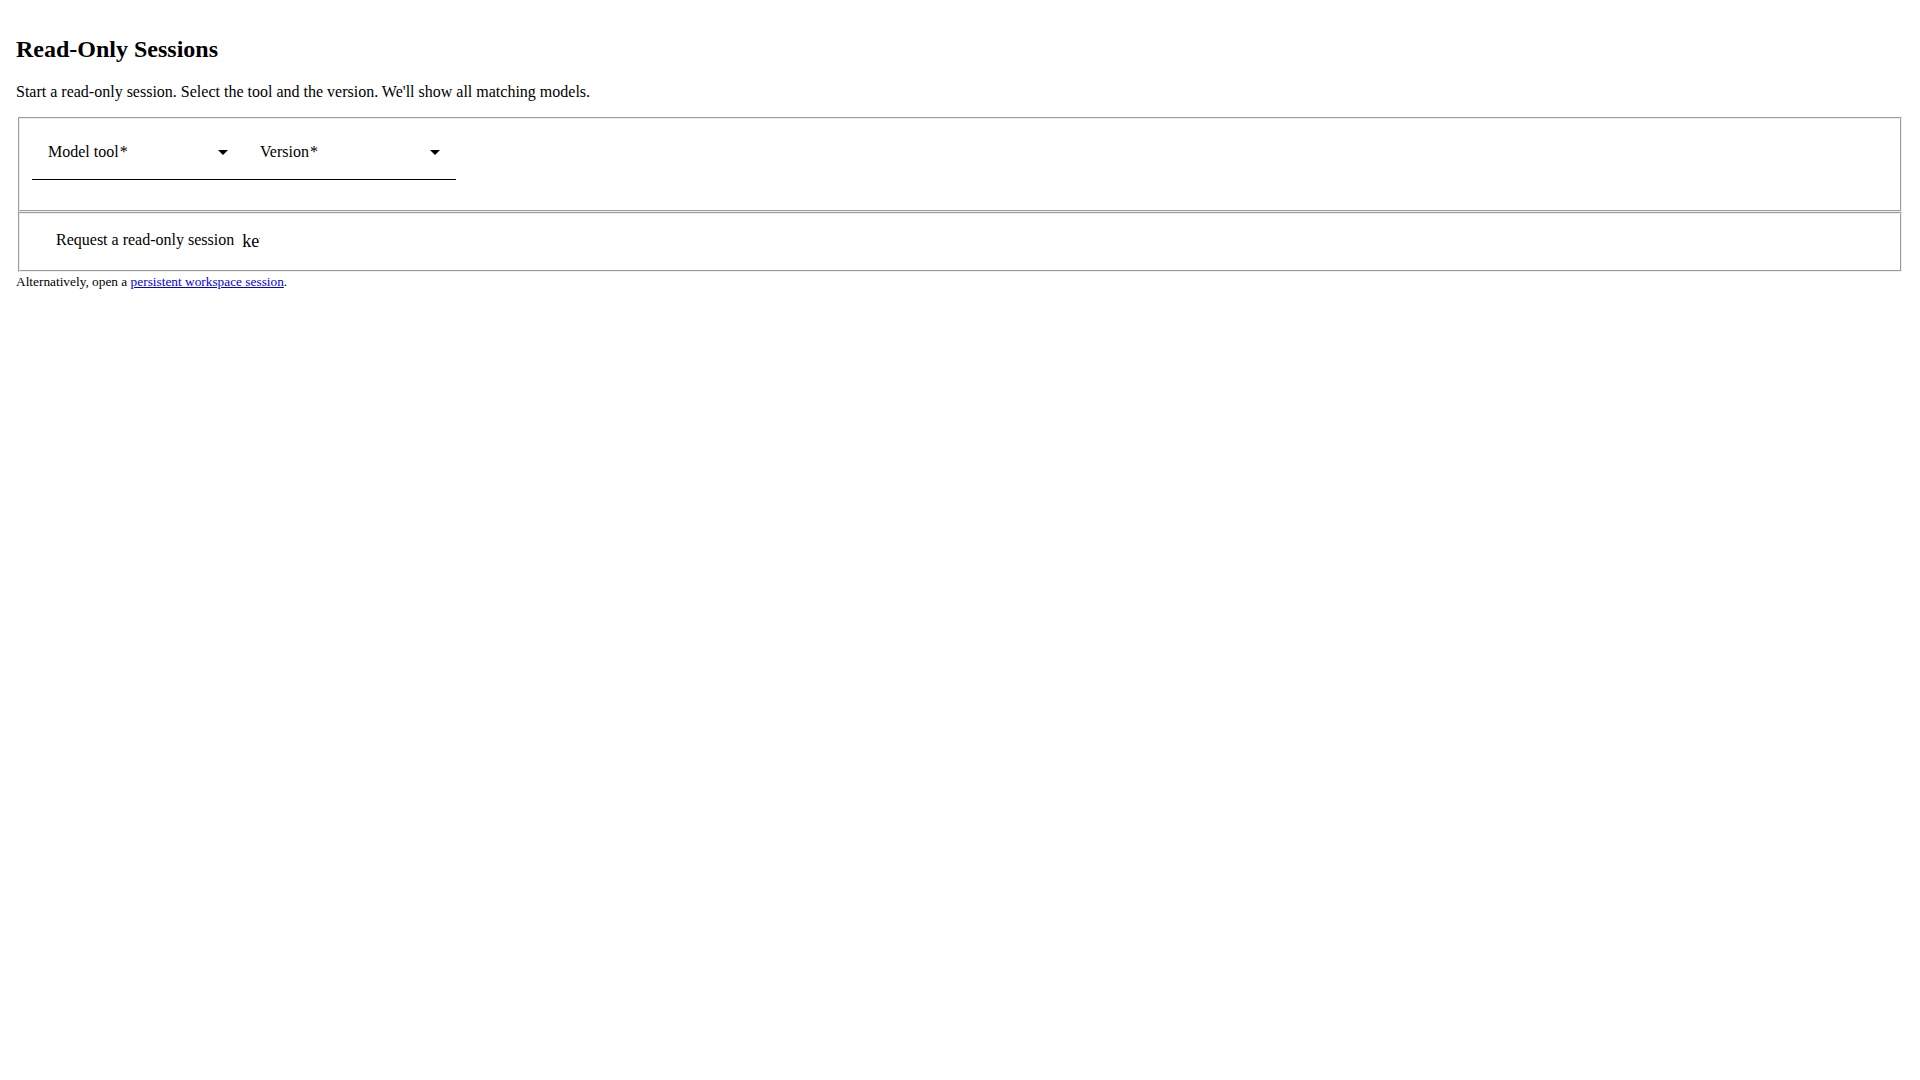 Read-Only Sessions
Start a read-only session. Select the tool and the version. We'll show all matching models.
Model tool* Version*
Request a read-only session ke
Alternatively, open a persistent workspace session.